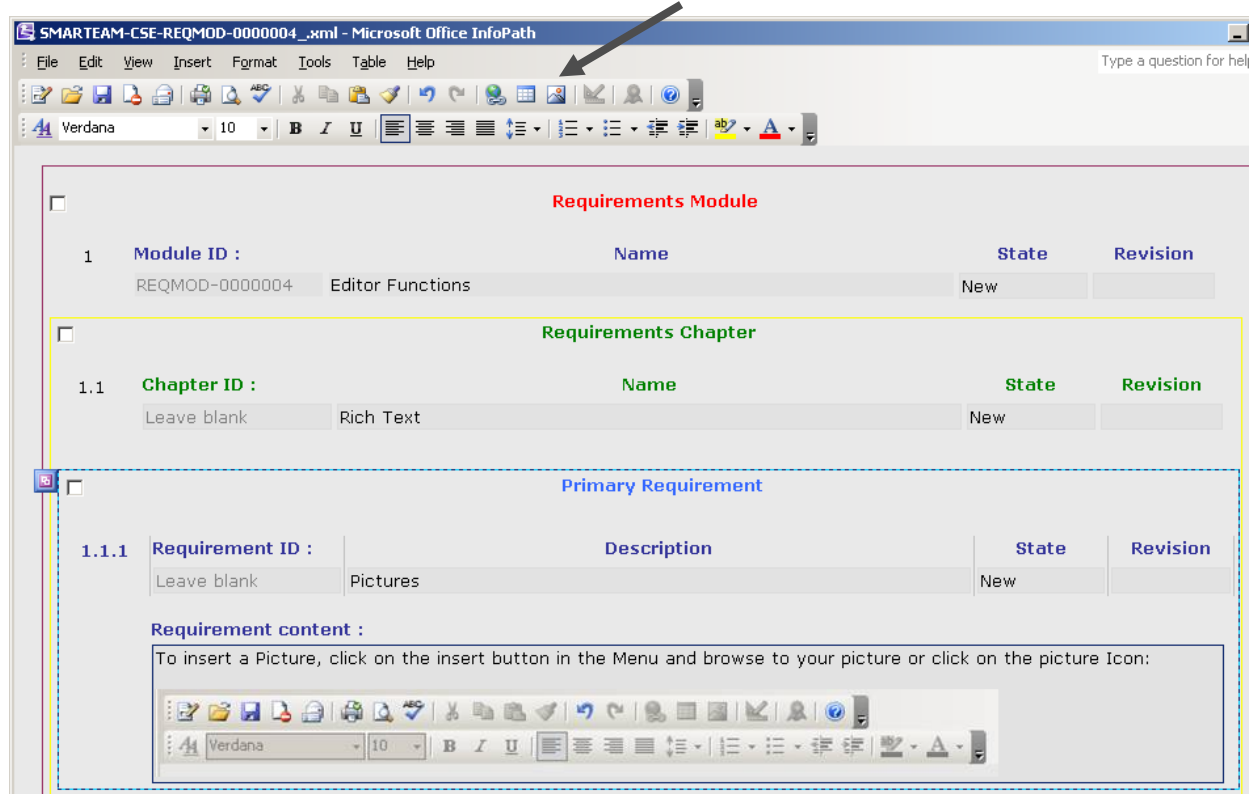 SMARTEAM-CSE-REQMOD-0000004_.xml - Microsoft Office InfoPath
File Edit View Insert Format Tools Table Help
Type a question for help
Verdana 10 B I U ab A
Requirements Module
1 Module ID : Name State Revision
REQMOD-0000004 Editor Functions New
Requirements Chapter
1.1 Chapter ID : Name State Revision
Leave blank Rich Text New
Primary Requirement
1.1.1 Requirement ID : Description State Revision
Leave blank Pictures New
Requirement content :
To insert a Picture, click on the insert button in the Menu and browse to your picture or click on the picture Icon:
Verdana 10 B I U ab A